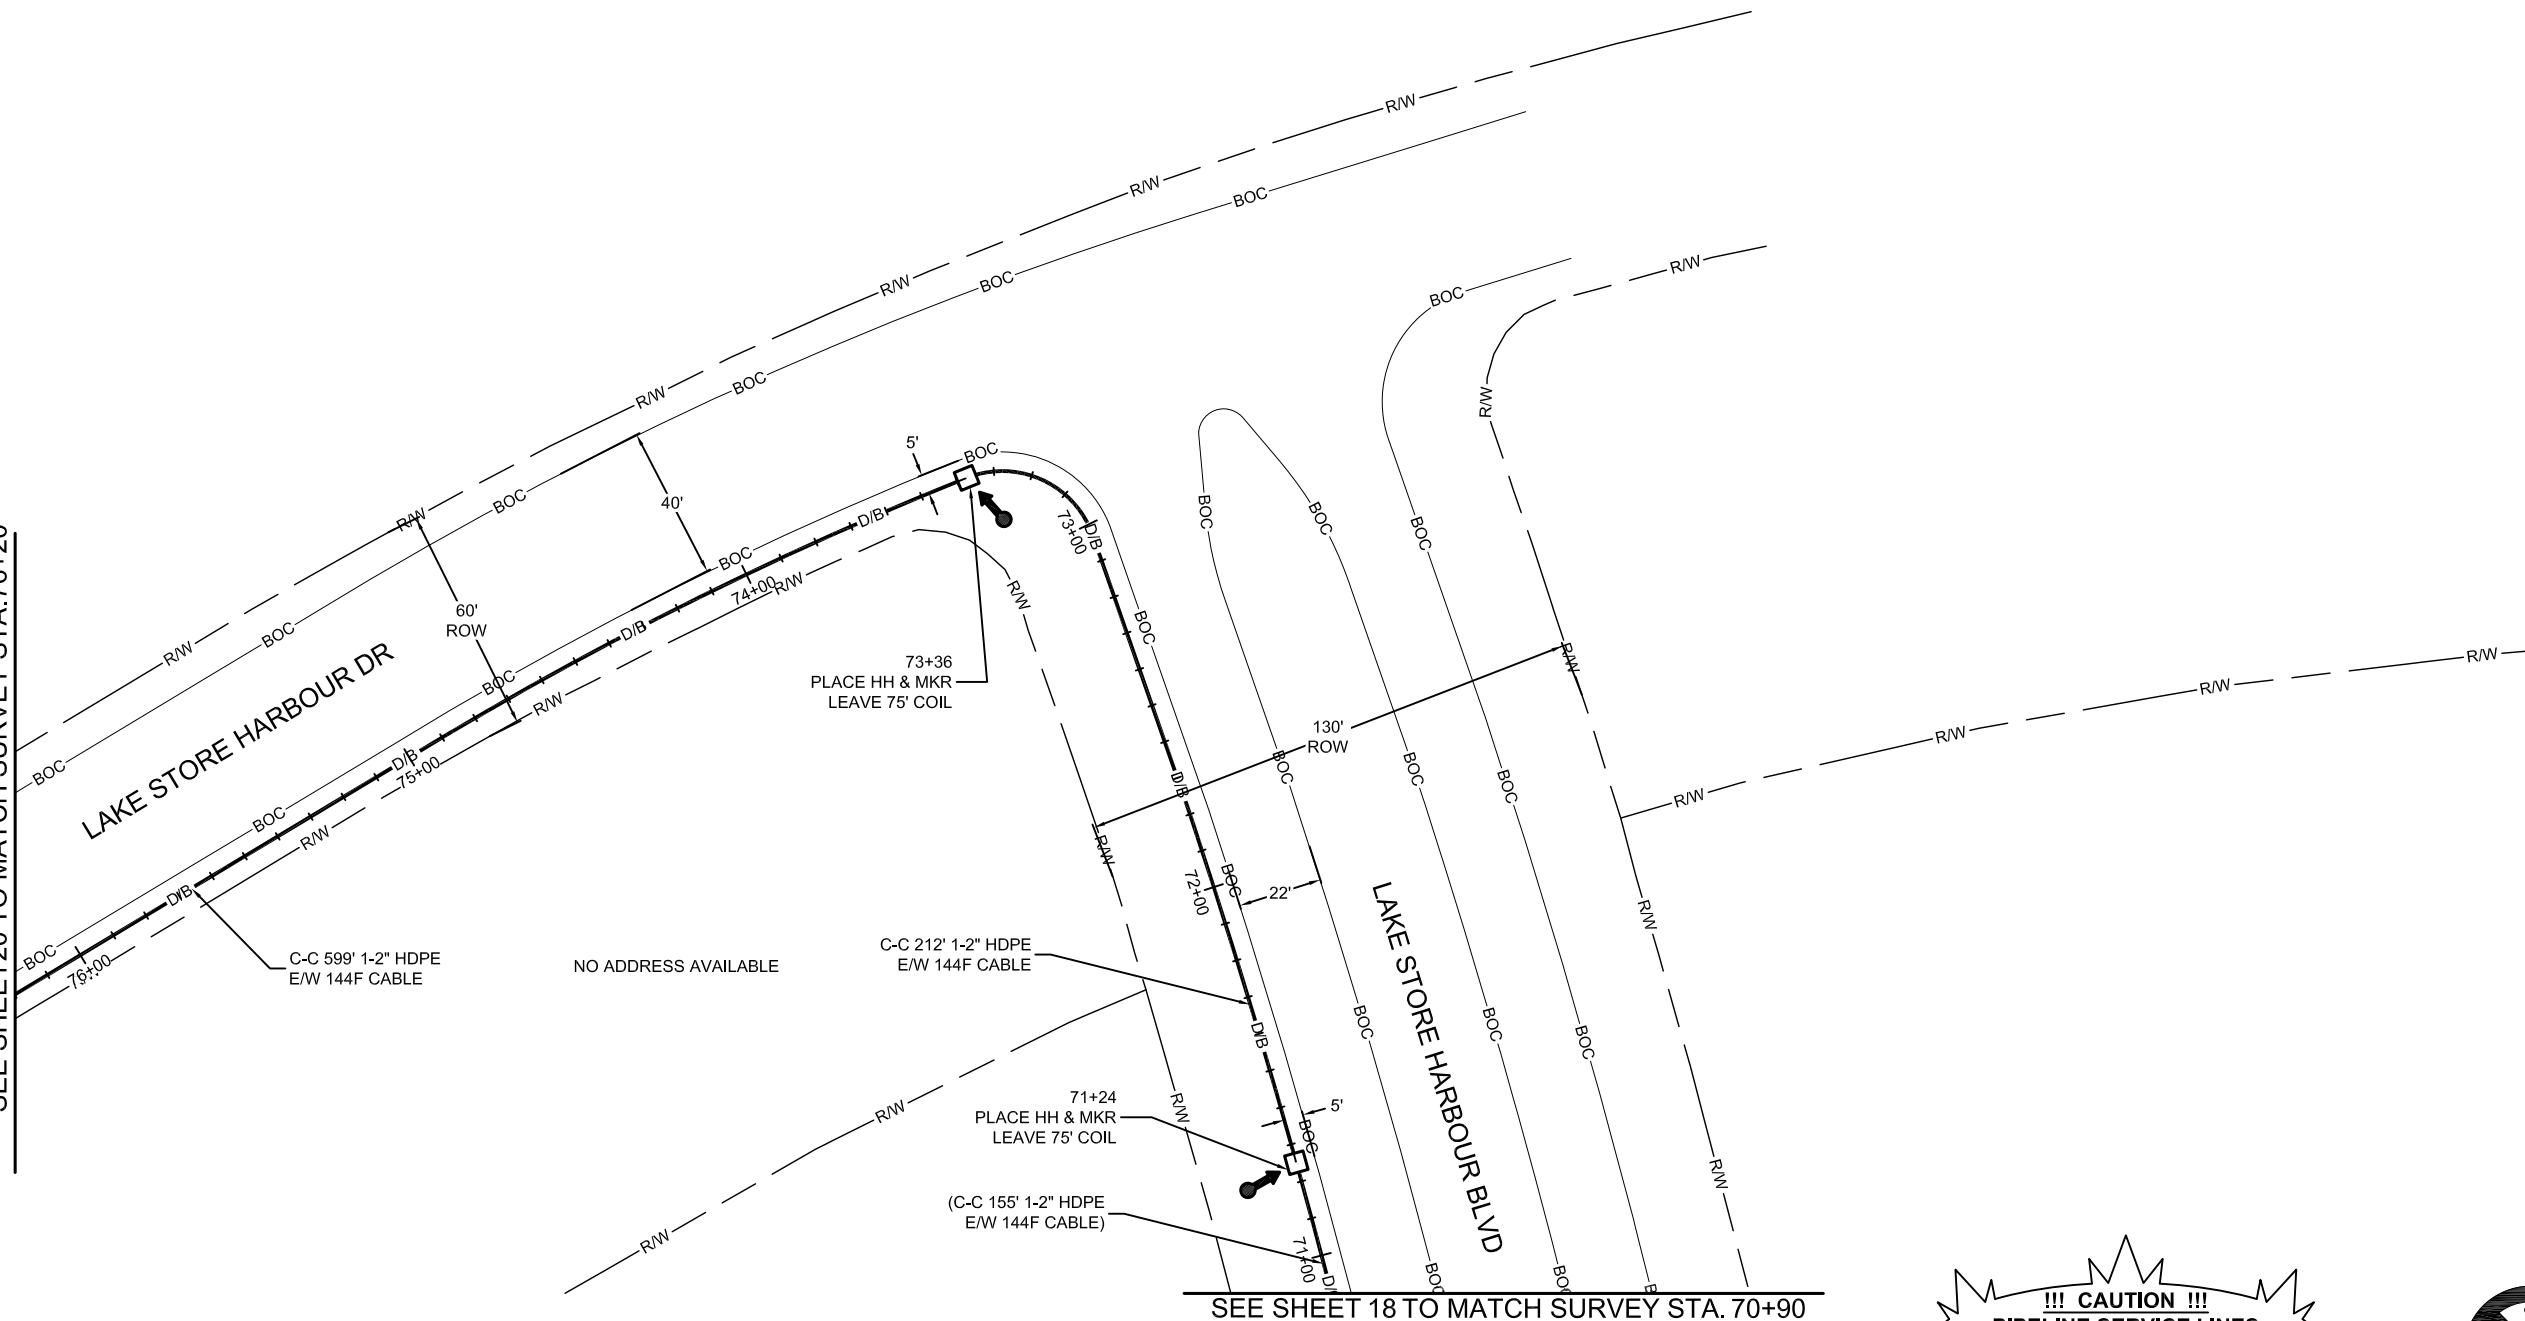 R/W
R/W
BOC
R/W
BOC
R/W
BOC
R/W
BOC
R/W
BOC
R/W
BOC
R/W
BOC
R/W
BOC
5'
BOC
D/B
40'
BOC
R/W
74+00
D/B
60'
ROW
BOC
R/W
D/B
75+00
LAKE STORE HARBOUR DR
BOC
R/W
D/B
BOC
76+00
73+00
D/B
BOC
R/W
BOC
BOC
BOC
73+36
PLACE HH & MKR
LEAVE 75' COIL
R/W
R/W
R/W
R/W
R/W
130'
ROW
BOC
BOC
BOC
D/B
R/W
BOC
72+00
22'
R/W
C-C 599' 1-2" HDPE
E/W 144F CABLE
NO ADDRESS AVAILABLE
C-C 212' 1-2" HDPE
E/W 144F CABLE
D/B
BOC
BOC
BOC
LAKE STORE HARBOUR BLVD
71+24
PLACE HH & MKR
LEAVE 75' COIL
5'
BOC
R/W
R/W
R/W
R/W
(C-C 155' 1-2" HDPE
E/W 144F CABLE)
71+00
SEE SHEET 18 TO MATCH SURVEY STA. 70+90
!!! CAUTION !!!
PIPELINE SERVICE LINES